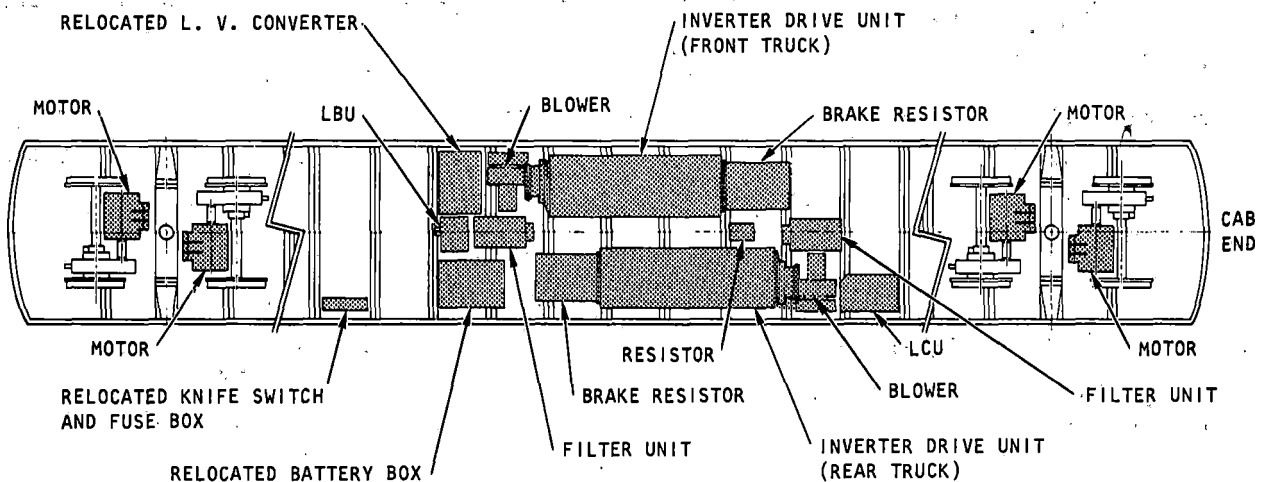 RELOCATED L. V. CONVERTER
INVERTER DRIVE UNIT
(FRONT TRUCK)
MOTOR
LBU
BLOWER
BRAKE RESISTOR
MOTOR
CAB
END
MOTOR
RESISTOR
LCU
MOTOR
RELOCATED KNIFE SWITCH
AND FUSE BOX
BRAKE RESISTOR
BLOWER
FILTER UNIT
FILTER UNIT
INVERTER DRIVE UNIT
(REAR TRUCK)
RELOCATED BATTERY BOX